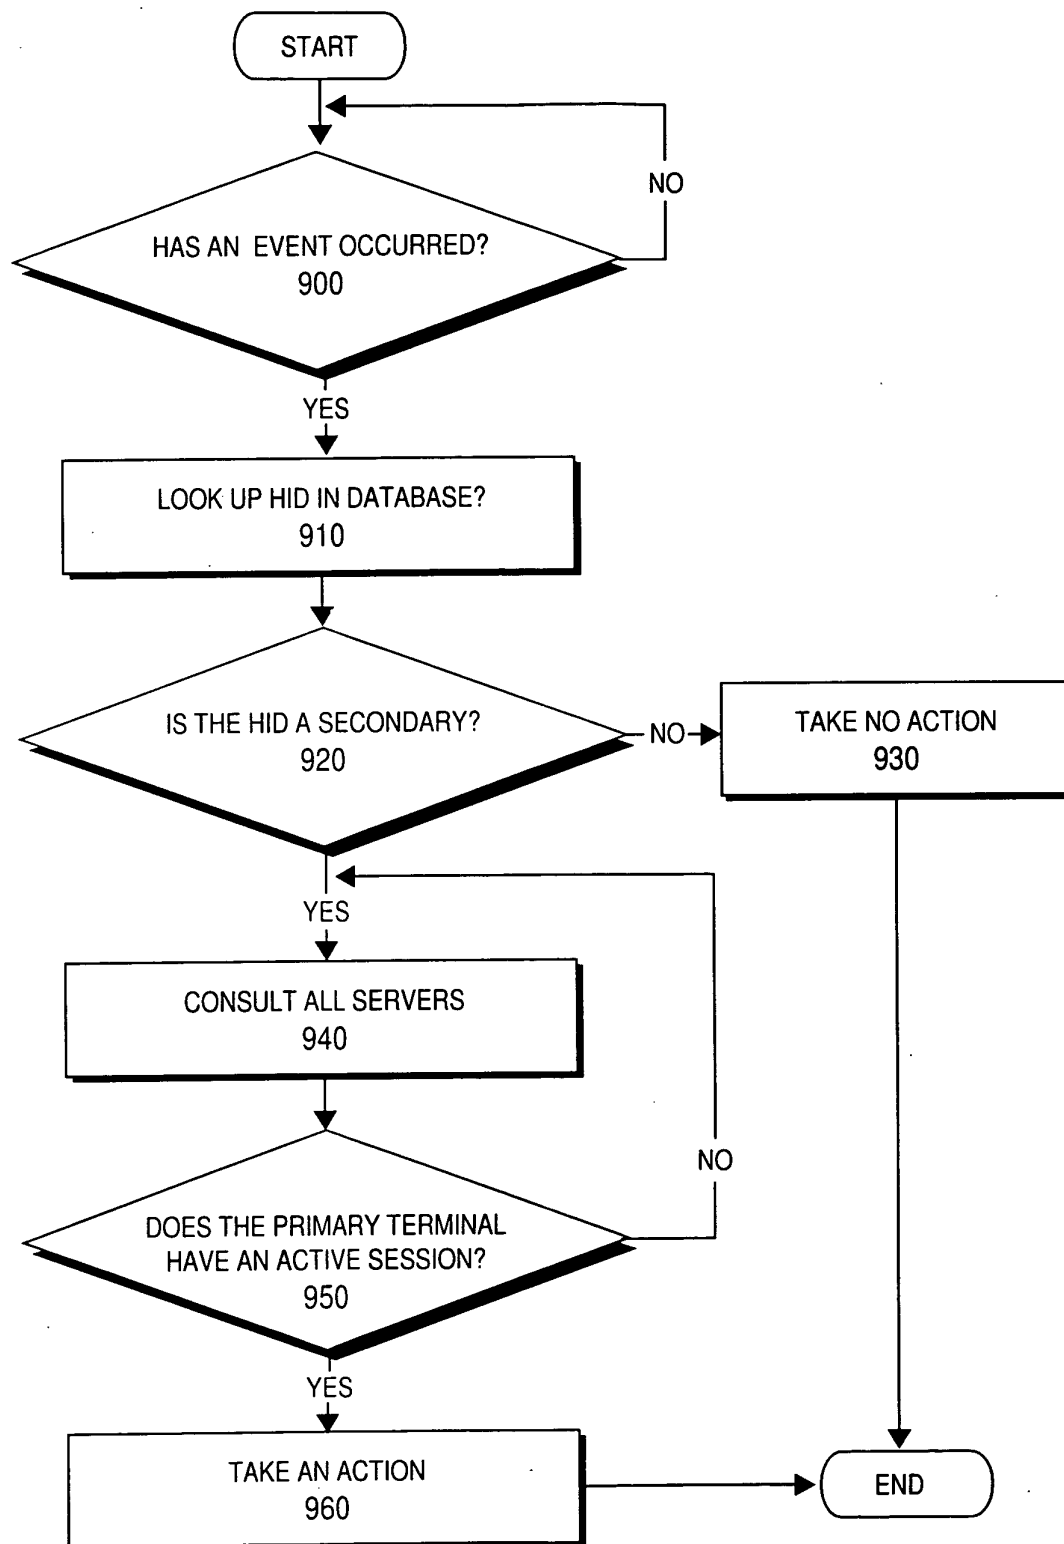 START
NO
HAS AN EVENT OCCURRED?
900
YES
LOOK UP HID IN DATABASE?
910
IS THE HID A SECONDARY?
920
NO
TAKE NO ACTION
930
YES
CONSULT ALL SERVERS
940
NO
DOES THE PRIMARY TERMINAL
HAVE AN ACTIVE SESSION?
950
YES
TAKE AN ACTION
960
END